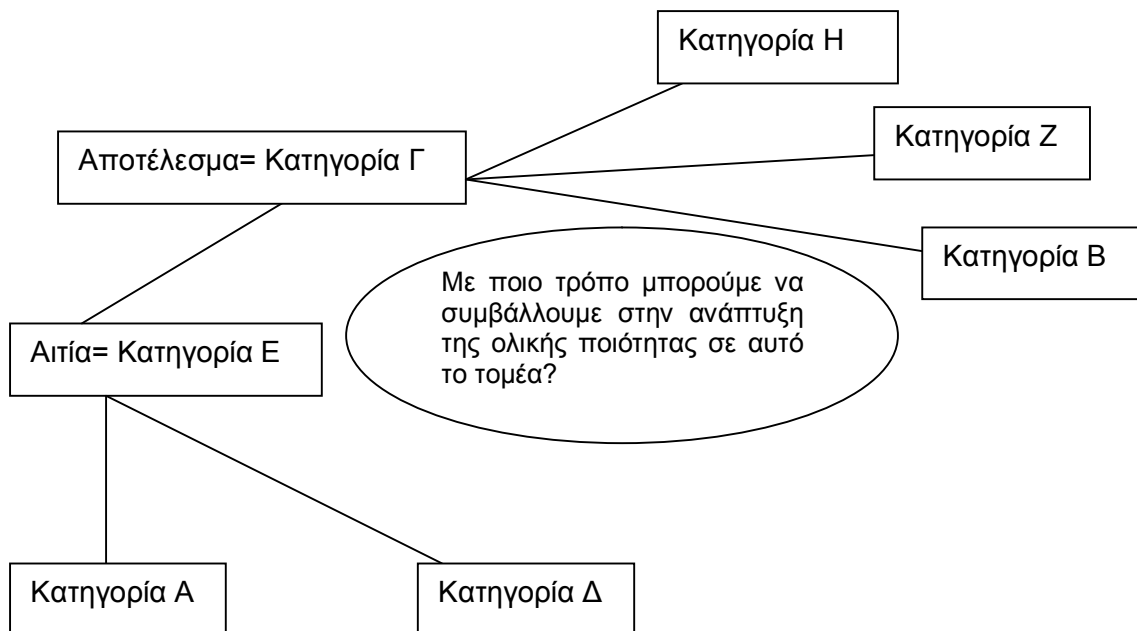 Κατηγορία Η
Αποτέλεσμα= Κατηγορία Γ
Κατηγορία Ζ
Κατηγορία Β
Με ποιο τρόπο μπορούμε να
συμβάλλουμε στην ανάπτυξη
της ολικής ποιότητας σε αυτό
το τομέα?
Αιτία= Κατηγορία Ε
Κατηγορία Α
Κατηγορία Δ